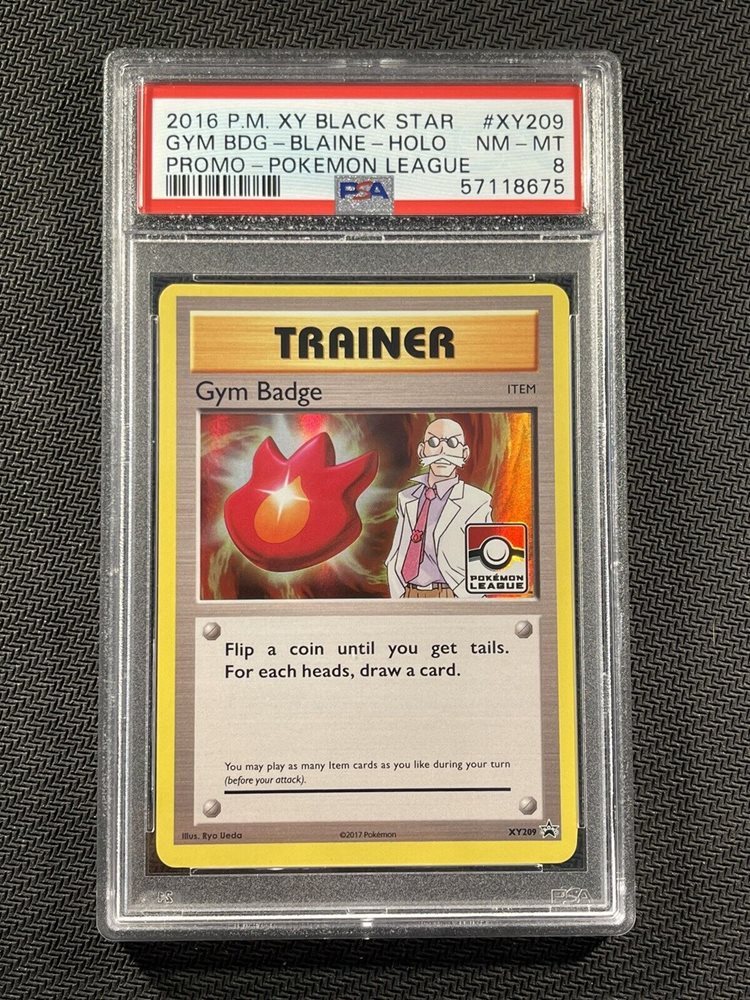 2016 P.M. XY BLACK STAR #XY209
GYM BDG-BLAINE-HOLO NM-MT
PROMO-POKEMON LEAGUE 8
PSA 57118675
TRAINER
Gym Badge ITEM
POKÉMON
LEAGUE
Flip a coin until you get tails.
For each heads, draw a card.
You may play as many Item cards as you like during your turn
(before your attack).
Illus. Ryo Ueda ©2017 Pokémon XY209
PSA